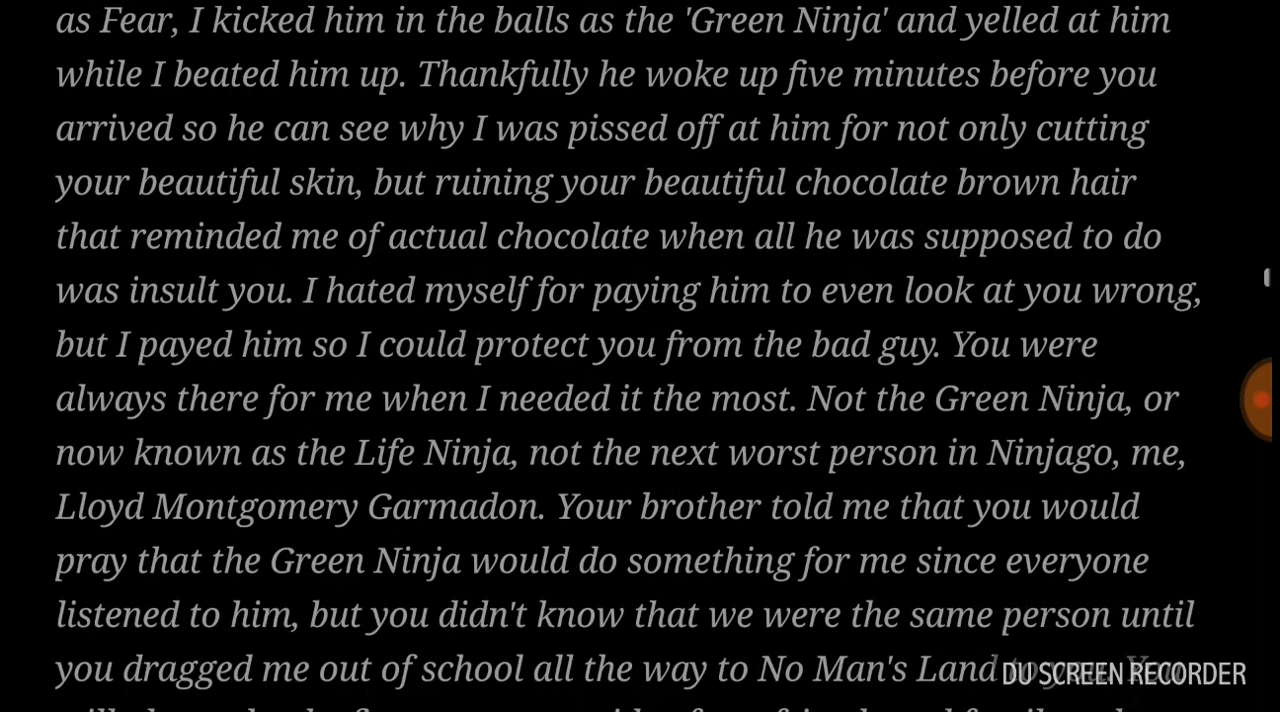 as Fear, I kicked him in the balls as the 'Green Ninja' and yelled at him
while I beated him up. Thankfully he woke up five minutes before you
arrived so he can see why I was pissed off at him for not only cutting
your beautiful skin, but ruining your beautiful chocolate brown hair
that reminded me of actual chocolate when all he was supposed to do
was insult you. I hated myself for paying him to even look at you wrong,
but I payed him so I could protect you from the bad guy. You were
always there for me when I needed it the most. Not the Green Ninja, or
now known as the Life Ninja, not the next worst person in Ninjago, me,
Lloyd Montgomery Garmadon. Your brother told me that you would
pray that the Green Ninja would do something for me since everyone
listened to him, but you didn't know that we were the same person until
you dragged me out of school all the way to No Man's Land
DU SCREEN RECORDER